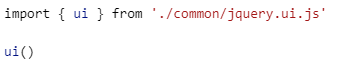 import { ui } from './common/jquery.ui.js'
ui()